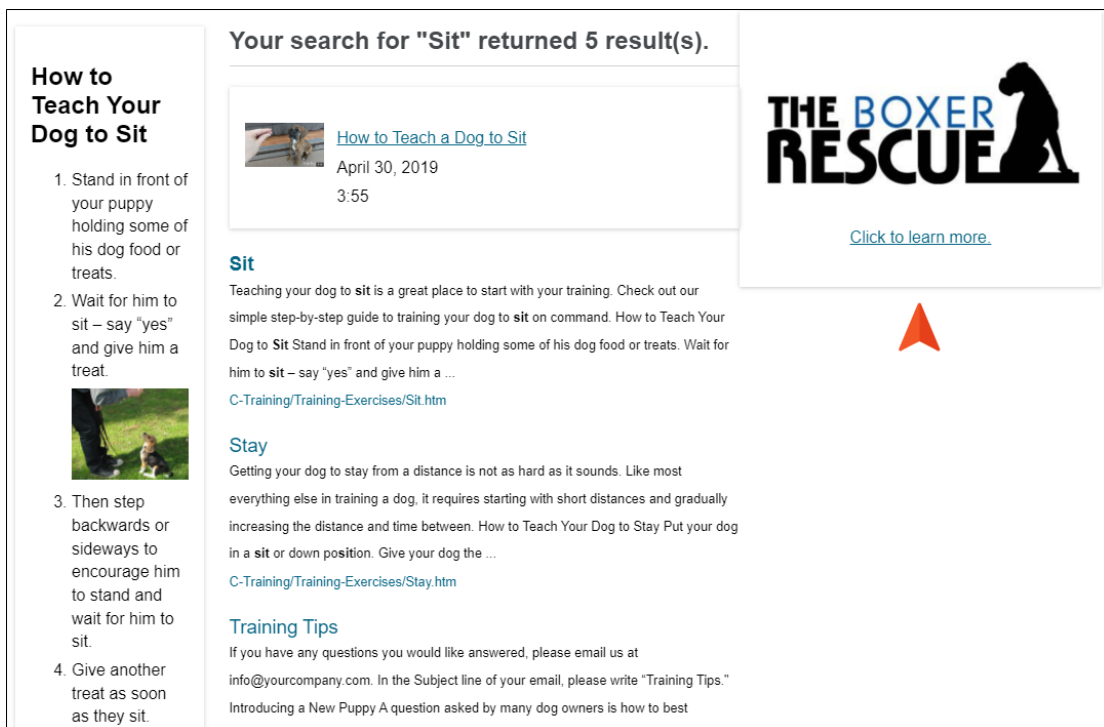 How to
Teach Your
Dog to Sit
1. Stand in front of
your puppy
holding some of
his dog food or
treats.
2. Wait for him to
sit – say “yes”
and give him a
treat.
3. Then step
backwards or
sideways to
encourage him
to stand and
wait for him to
sit.
4. Give another
treat as soon
as they sit.
Your search for "Sit" returned 5 result(s).
How to Teach a Dog to Sit
April 30, 2019
3:55
Sit
Teaching your dog to sit is a great place to start with your training. Check out our
simple step-by-step guide to training your dog to sit on command. How to Teach Your
Dog to Sit Stand in front of your puppy holding some of his dog food or treats. Wait for
him to sit – say “yes” and give him a ...
C-Training/Training-Exercises/Sit.htm
Stay
Getting your dog to stay from a distance is not as hard as it sounds. Like most
everything else in training a dog, it requires starting with short distances and gradually
increasing the distance and time between. How to Teach Your Dog to Stay Put your dog
in a sit or down position. Give your dog the ...
C-Training/Training-Exercises/Stay.htm
Training Tips
If you have any questions you would like answered, please email us at
info@yourcompany.com. In the Subject line of your email, please write “Training Tips.”
Introducing a New Puppy A question asked by many dog owners is how to best
THE BOXER
RESCUE
Click to learn more.